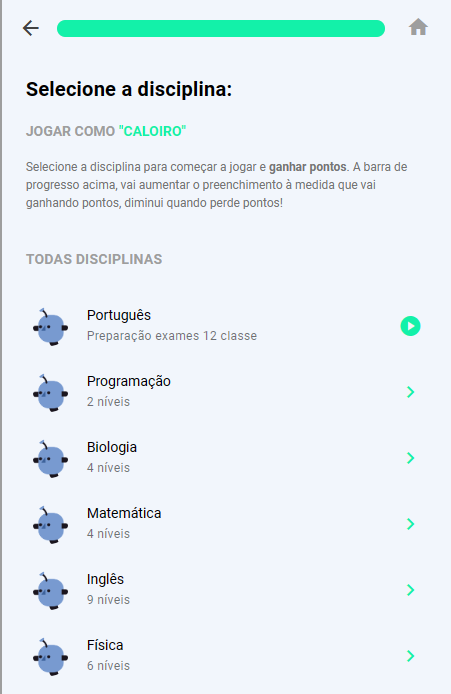 Selecione a disciplina:
JOGAR COMO "CALOIRO"
Selecione a disciplina para começar a jogar e ganhar pontos. A barra de
progresso acima, vai aumentar o preenchimento à medida que vai
ganhando pontos, diminui quando perde pontos!
TODAS DISCIPLINAS
Português
Preparação exames 12 classe
Programação
2 níveis
Biologia
4 níveis
Matemática
4 níveis
Inglês
9 níveis
Física
6 níveis